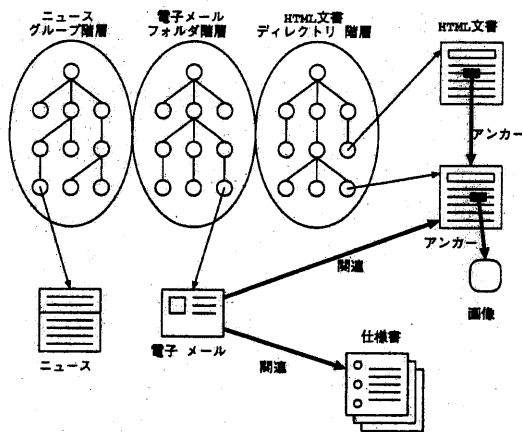 ニュース
グループ階層
電子メール
フォルダ階層
HTML文書
ディレクトリ 階層
HTML文書
アンカー
アンカー
関連
画像
ニュース
電子 メール
関連
仕様書